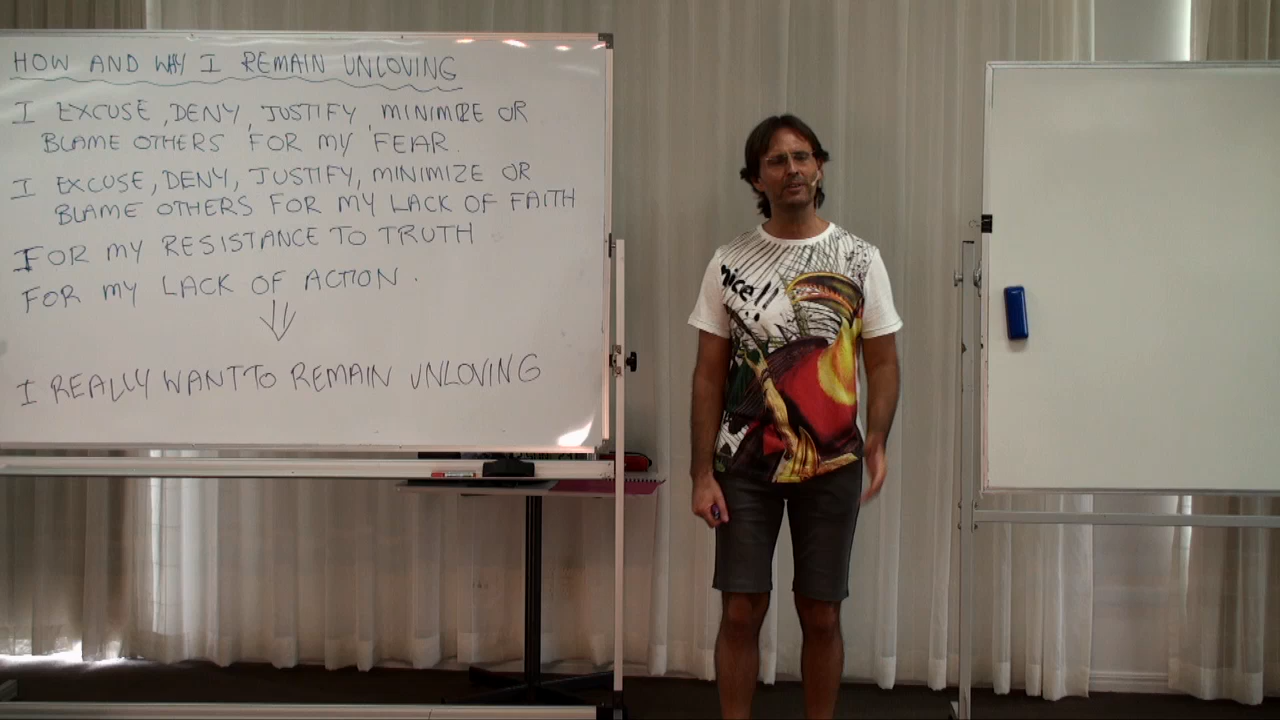 HOW AND WHY I REMAIN UNLOVING
I EXCUSE, DENY, JUSTIFY, MINIMIZE OR
BLAME OTHERS FOR MY FEAR.
I EXCUSE, DENY, JUSTIFY, MINIMIZE OR
BLAME OTHERS FOR MY LACK OF FAITH
FOR MY RESISTANCE TO TRUTH
FOR MY LACK OF ACTION.
I REALLY WANT TO REMAIN UNLOVING
nice!!